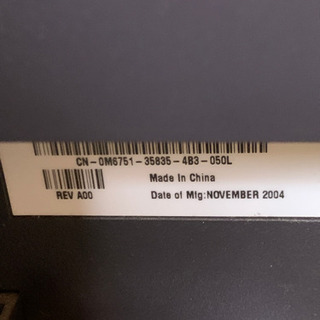 CN-0M6751-35835-4B3-050L
Made In China
REV A00
Date of Mfg:NOVEMBER 2004